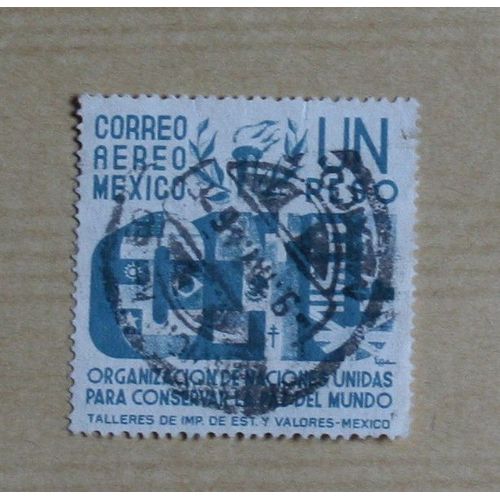 CORREO
AEREO
MEXICO
UN
PESO
ONU
ORGANIZACION DE NACIONES UNIDAS
PARA CONSERVAR LA PAZ DEL MUNDO
TALLERES DE IMP. DE EST. Y VALORES-MEXICO